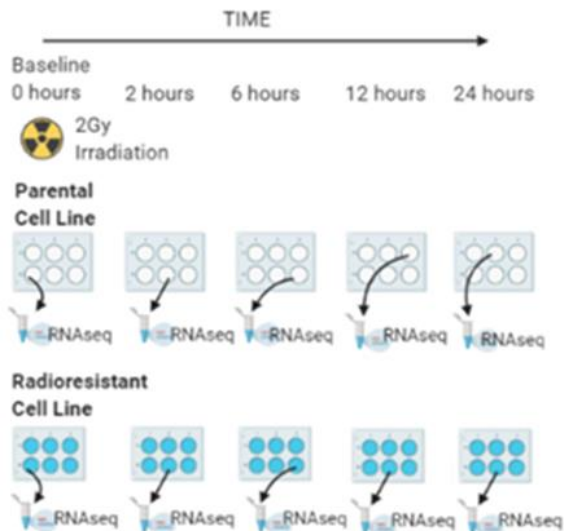 TIME
Baseline
0 hours 2 hours 6 hours 12 hours 24 hours
2Gy
Irradiation
Parental
Cell Line
RNAseq RNAseq RNAseq RNAseq RNAseq
Radioresistant
Cell Line
RNAseq RNAseq RNAseq RNAseq RNAseq